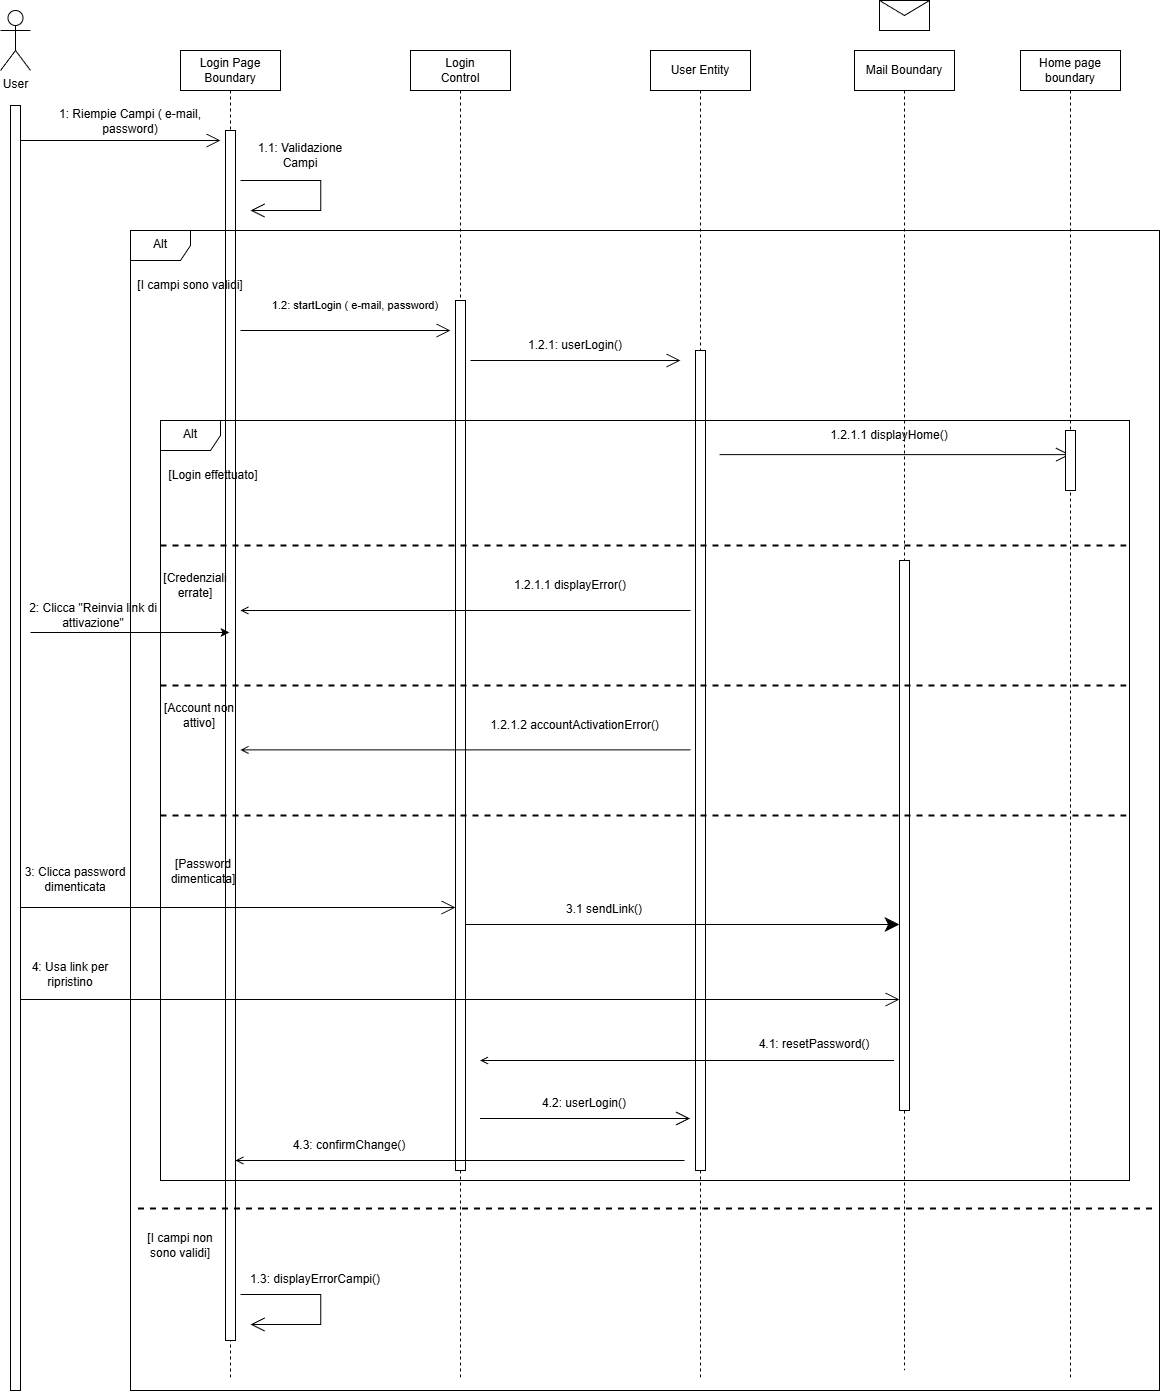 User
Login Page
Boundary
Login
Control
User Entity
Mail Boundary
Home page
boundary
1: Riempie Campi ( e-mail,
password)
1.1: Validazione
Campi
Alt
[I campi sono validi]
1.2: startLogin ( e-mail, password)
1.2.1: userLogin()
Alt
1.2.1.1 displayHome()
[Login effettuato]
[Credenziali
errate]
1.2.1.1 displayError()
2: Clicca "Reinvia link di
attivazione"
[Account non
attivo]
1.2.1.2 accountActivationError()
[Password
dimenticata]
3: Clicca password
dimenticata
3.1 sendLink()
4: Usa link per
ripristino
4.1: resetPassword()
4.2: userLogin()
4.3: confirmChange()
[I campi non
sono validi]
1.3: displayErrorCampi()